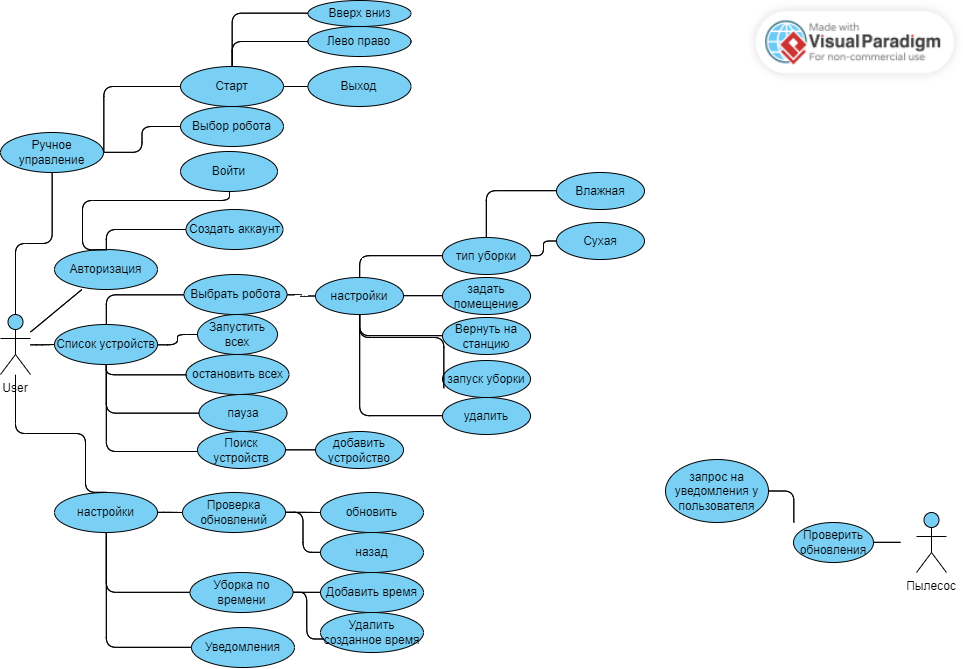 Вверх вниз
Made with
VisualParadigm
For non-commercial use
Лево право
Старт
Выход
Выбор робота
Ручное
управление
Войти
Влажная
Создать аккаунт
Сухая
тип уборки
Авторизация
Выбрать робота
настройки
задать
помещение
Запустить
всех
Вернуть на
станцию
Список устройств
остановить всех
запуск уборки
User
пауза
удалить
Поиск
устройств
добавить
устройство
запрос на
уведомления у
пользователя
настройки
Проверка
обновлений
обновить
назад
Проверить
обновления
Пылесос
Уборка по
времени
Добавить время
Удалить
созданное время
Уведомления